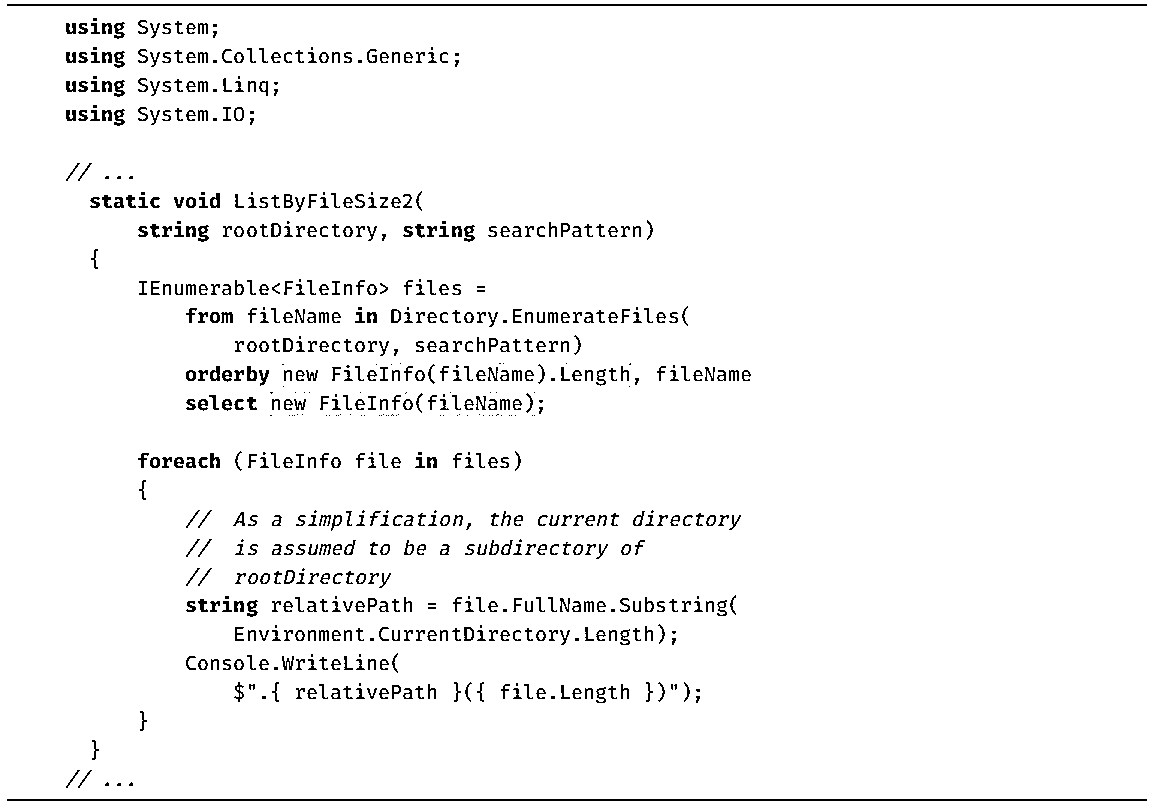 using System;
using System.Collections.Generic;
using System.Linq;
using System.IO;
// ...
static void ListByFileSize2(
string rootDirectory, string searchPattern)
{
IEnumerable<FileInfo> files =
from fileName in Directory.EnumerateFiles(
rootDirectory, searchPattern)
orderby new FileInfo(fileName).Length, fileName
select new FileInfo(fileName);
foreach (FileInfo file in files)
{
// As a simplification, the current directory
// is assumed to be a subdirectory of
// rootDirectory
string relativePath = file.FullName.Substring(
Environment.CurrentDirectory.Length);
Console.WriteLine(
$".{ relativePath }({ file.Length })");
}
}
// ...